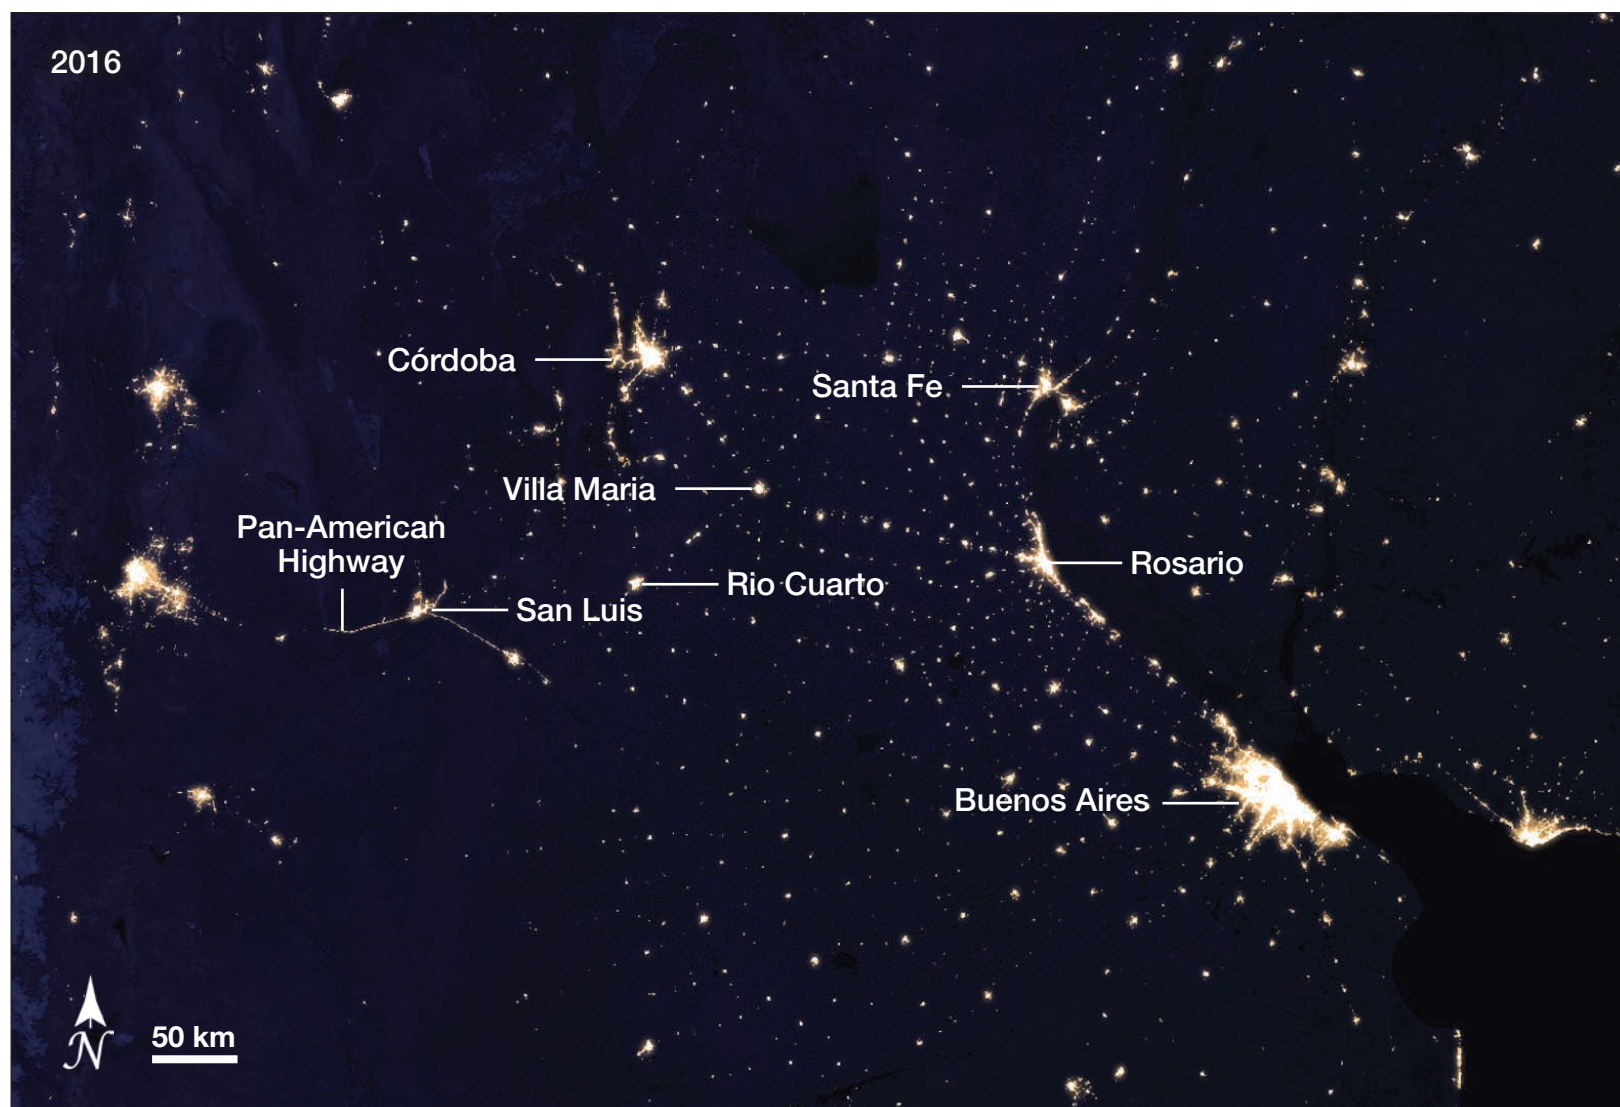 2016
Córdoba
Santa Fe
Villa Maria
Pan-American
Highway
Rosario
Rio Cuarto
San Luis
Buenos Aires
N
50 km